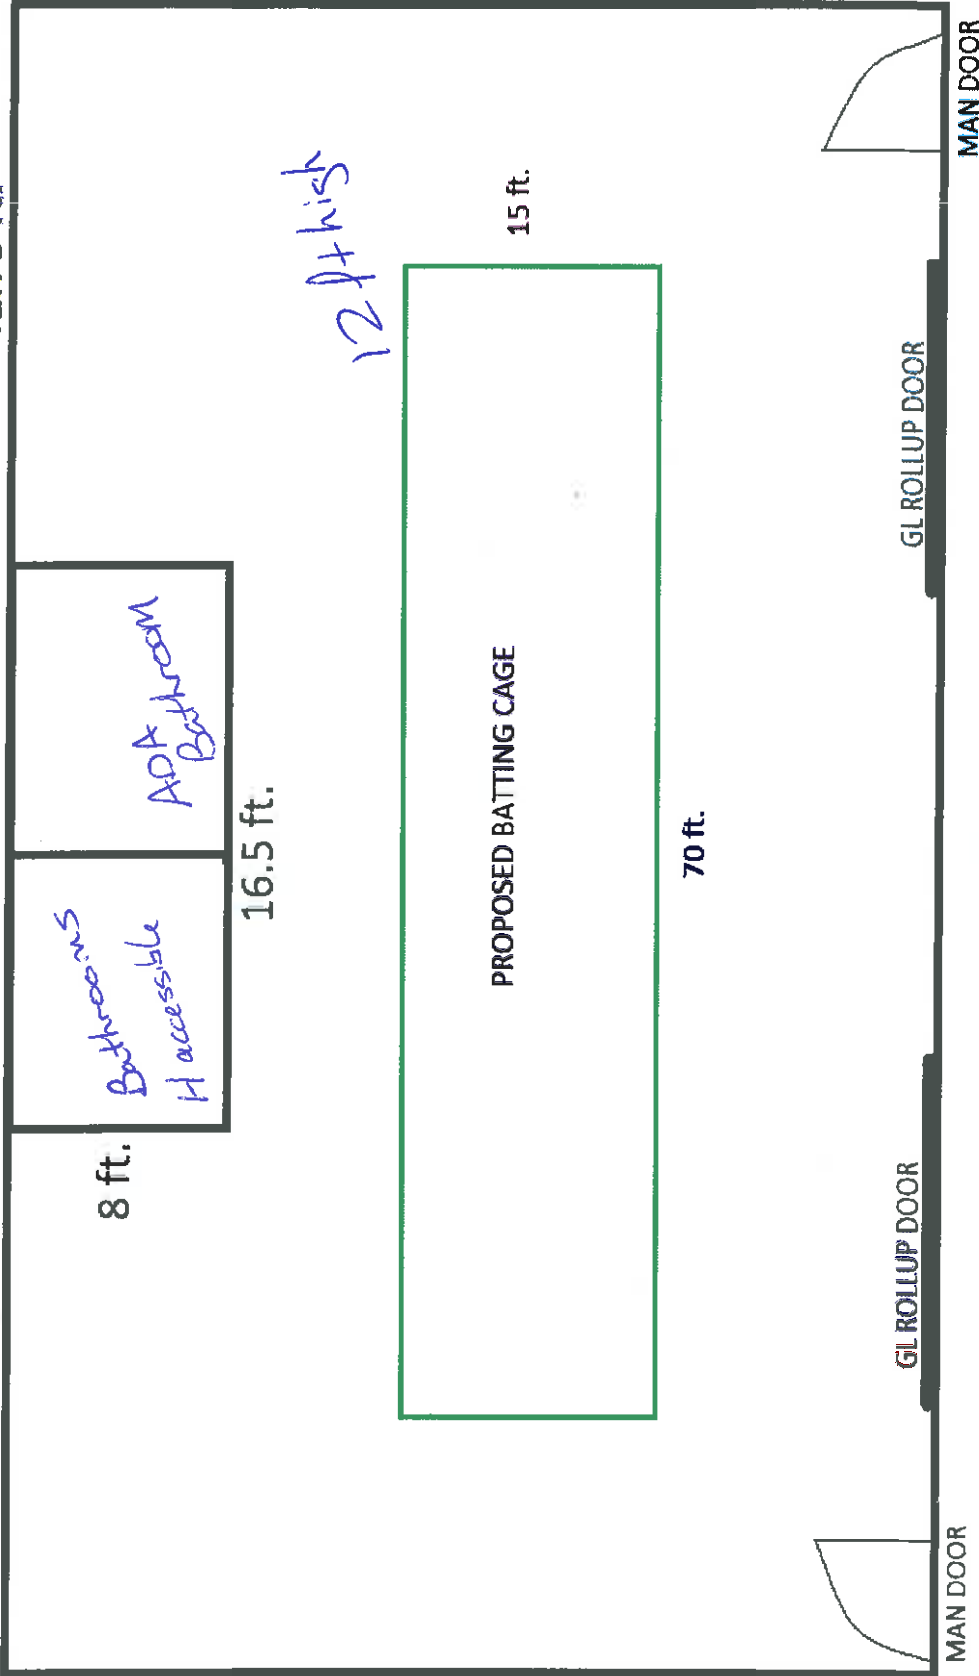 12 ft high
15 ft.
ADA
Bathroom
Bathrooms
H accessible
16.5 ft.
8 ft.
PROPOSED BATTING CAGE
70 ft.
GL ROLLUP DOOR
GL ROLLUP DOOR
MAN DOOR
MAN DOOR